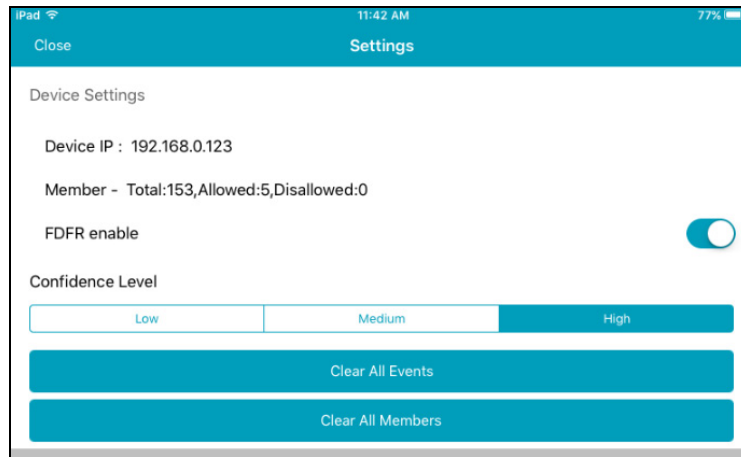 iPad 11:42 AM 77%
Close Settings
Device Settings
Device IP : 192.168.0.123
Member - Total:153,Allowed:5,Disallowed:0
FDFR enable
Confidence Level
Low Medium High
Clear All Events
Clear All Members